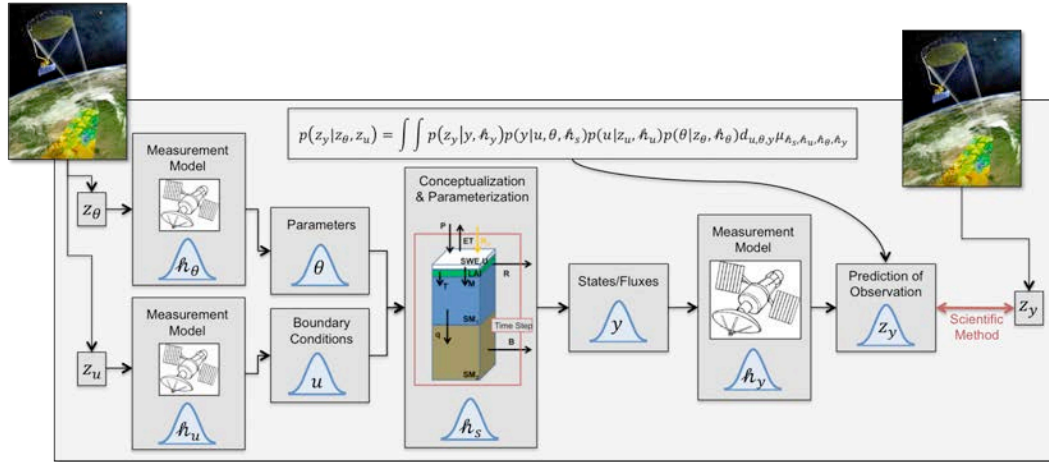 p(z_y|z_θ, z_u) = ∫ ∫ p(z_y|y, ℏ_y)p(y|u, θ, ℏ_s)p(u|z_u, ℏ_u)p(θ|z_θ, ℏ_θ)d_{u,θ,y}μ_{ℏ_s,ℏ_u,ℏ_θ,ℏ_y}
z_θ
Measurement
Model
ℏ_θ
Parameters
θ
z_u
Measurement
Model
ℏ_u
Boundary
Conditions
u
Conceptualization
& Parameterization
P
ET
SWE,U
LAI
R
T
M
SM
q
Time Step
B
SM
ℏ_s
States/Fluxes
y
Measurement
Model
ℏ_y
Prediction of
Observation
z_y
Scientific
Method
z_y